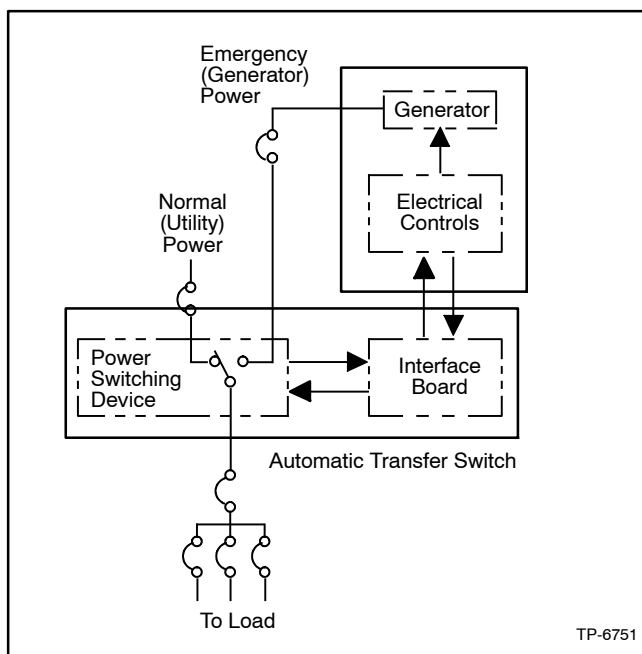 Emergency
(Generator)
Power
Generator
Normal
(Utility)
Power
Electrical
Controls
Power
Switching
Device
Interface
Board
Automatic Transfer Switch
To Load
TP-6751